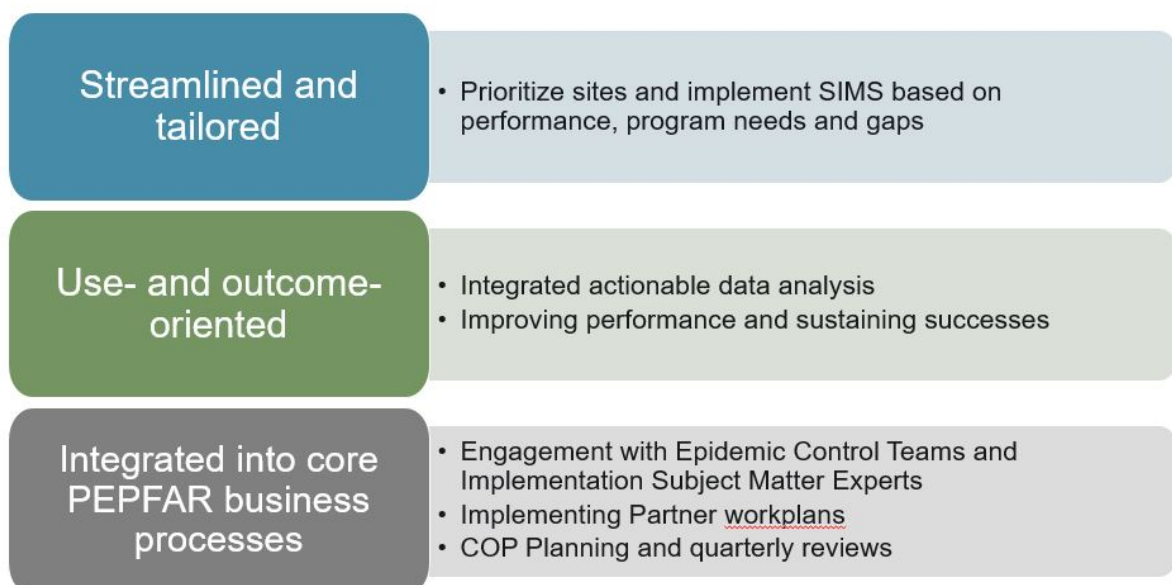 Streamlined and
tailored
• Prioritize sites and implement SIMS based on
performance, program needs and gaps
Use- and outcome-
oriented
• Integrated actionable data analysis
• Improving performance and sustaining successes
Integrated into core
PEPFAR business
processes
• Engagement with Epidemic Control Teams and
Implementation Subject Matter Experts
• Implementing Partner workplans
• COP Planning and quarterly reviews